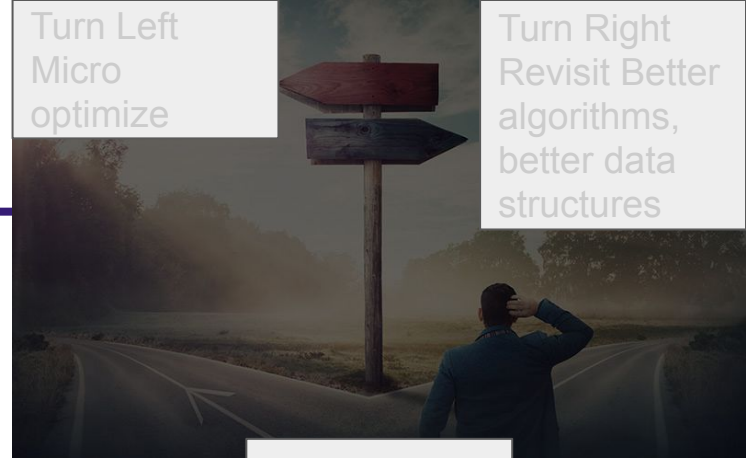 Turn Left
Micro
optimize
Turn Right
Revisit Better
algorithms,
better data
structures